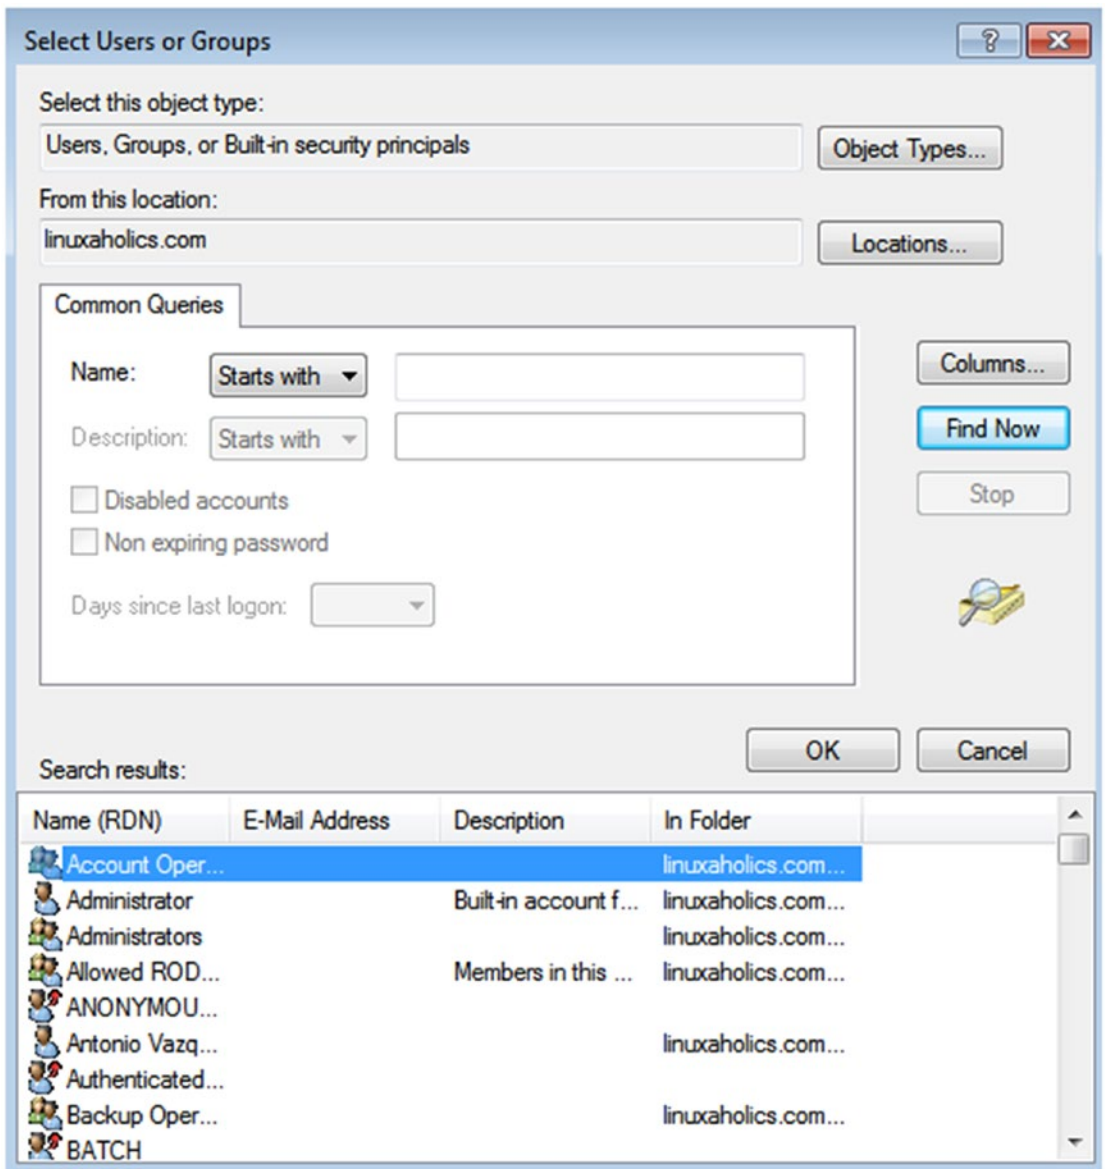 Select Users or Groups
Select this object type:
Users, Groups, or Built-in security principals
Object Types...
From this location:
linuxaholics.com
Locations...
Common Queries
Name: Starts with
Columns...
Description: Starts with
Find Now
Disabled accounts
Stop
Non expiring password
Days since last logon:
OK Cancel
Search results:
Name (RDN) E-Mail Address Description In Folder
Account Oper... linuxaholics.com...
Administrator Built-in account f... linuxaholics.com...
Administrators linuxaholics.com...
Allowed ROD... Members in this ... linuxaholics.com...
ANONYMOU...
Antonio Vazq... linuxaholics.com...
Authenticated...
Backup Oper... linuxaholics.com...
BATCH